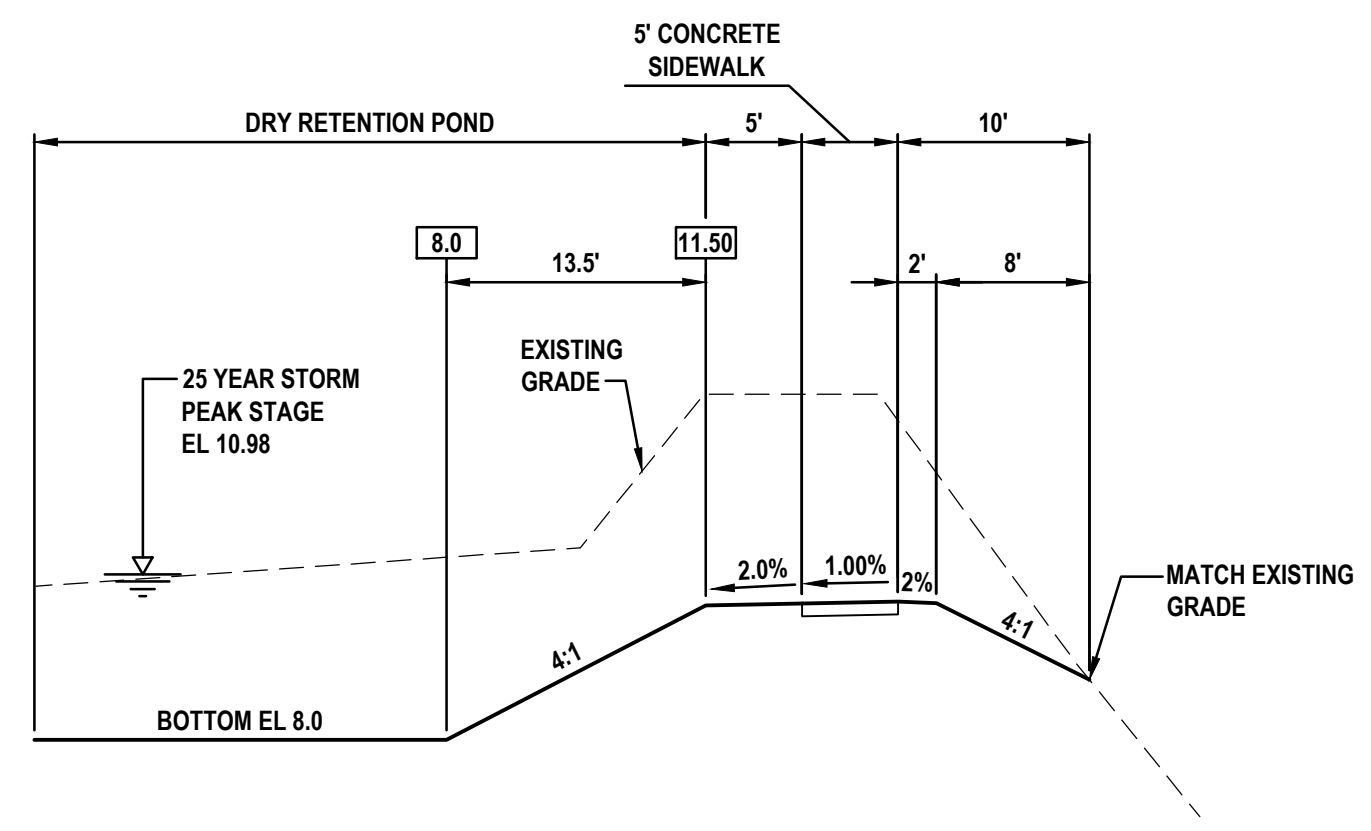 5' CONCRETE
SIDEWALK
DRY RETENTION POND
5'
10'
8.0
11.50
13.5'
2'
8'
EXISTING
GRADE
25 YEAR STORM
PEAK STAGE
EL 10.98
2.0%
1.00%
2%
MATCH EXISTING
GRADE
4:1
4:1
BOTTOM EL 8.0